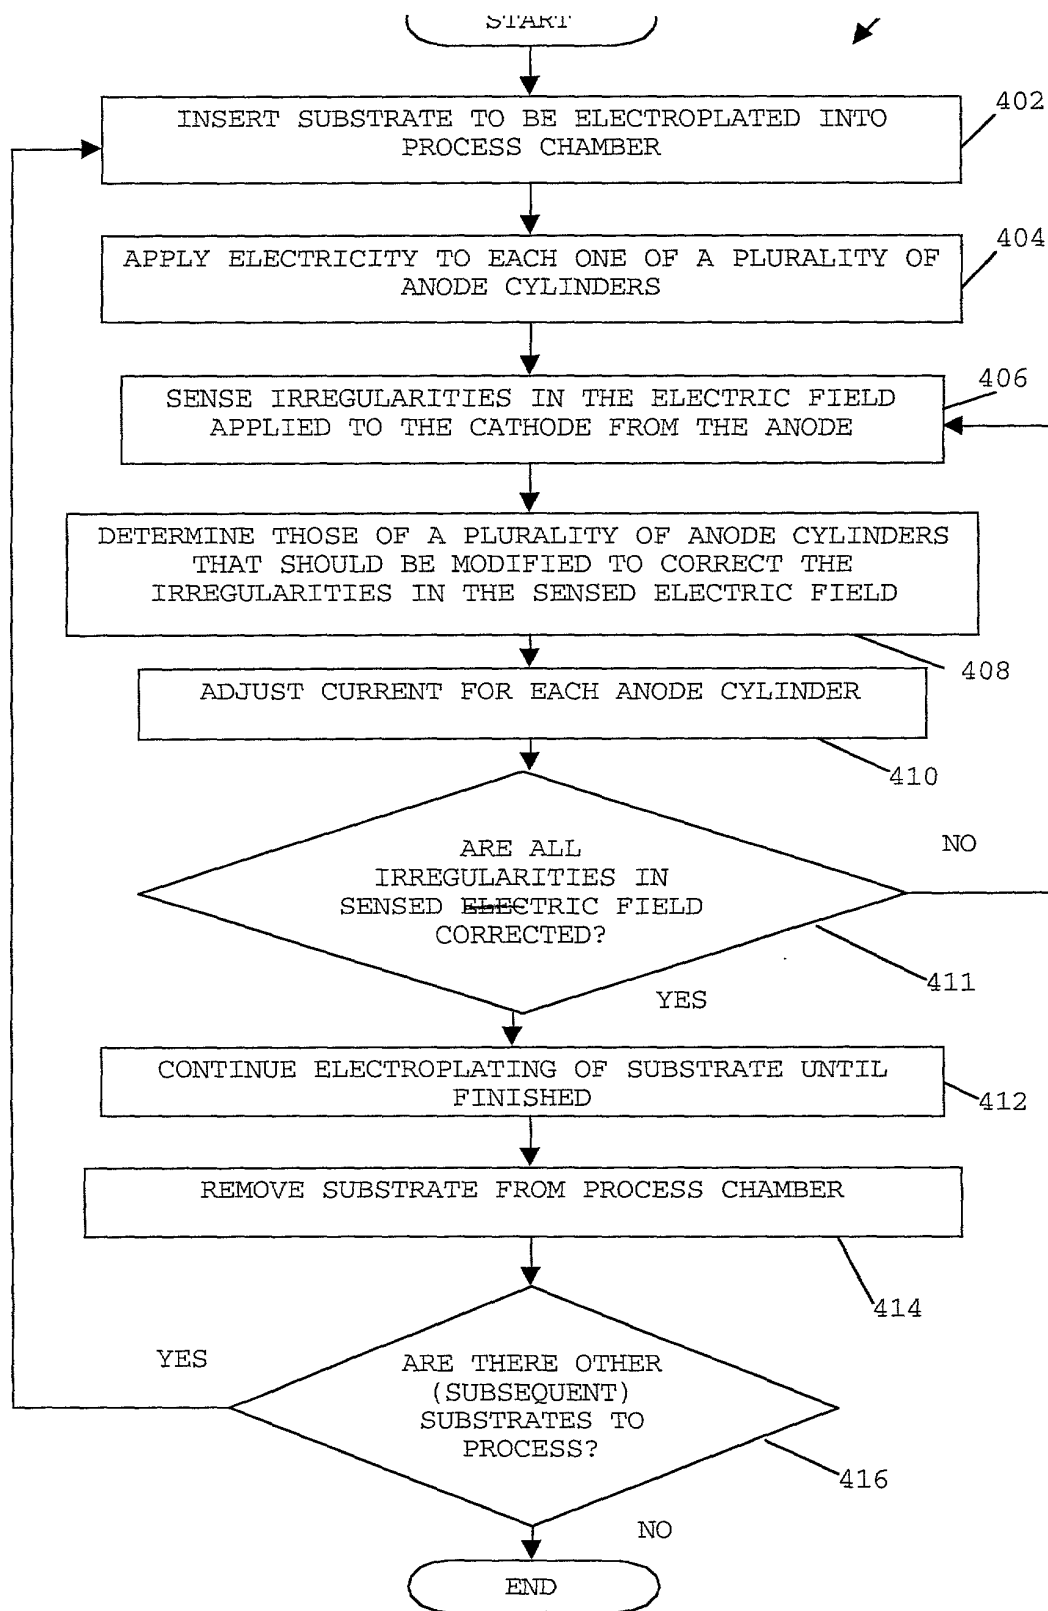 START
INSERT SUBSTRATE TO BE ELECTROPLATED INTO
PROCESS CHAMBER
402
APPLY ELECTRICITY TO EACH ONE OF A PLURALITY OF
ANODE CYLINDERS
404
SENSE IRREGULARITIES IN THE ELECTRIC FIELD
APPLIED TO THE CATHODE FROM THE ANODE
406
DETERMINE THOSE OF A PLURALITY OF ANODE CYLINDERS
THAT SHOULD BE MODIFIED TO CORRECT THE
IRREGULARITIES IN THE SENSED ELECTRIC FIELD
408
ADJUST CURRENT FOR EACH ANODE CYLINDER
410
ARE ALL
IRREGULARITIES IN
SENSED ELECTRIC FIELD
CORRECTED?
NO
411
YES
CONTINUE ELECTROPLATING OF SUBSTRATE UNTIL
FINISHED
412
REMOVE SUBSTRATE FROM PROCESS CHAMBER
414
YES
ARE THERE OTHER
(SUBSEQUENT)
SUBSTRATES TO
PROCESS?
416
NO
END